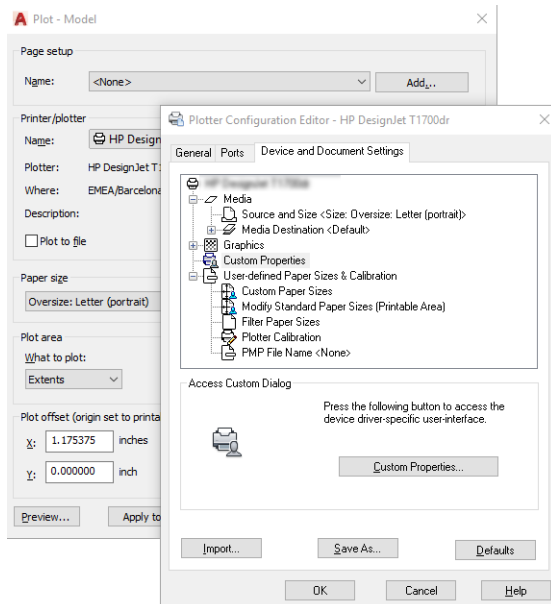 Plot - Model
Page setup
Name:
<None>
Add...
Printer/plotter
Name:
HP Design
Plotter:
HP DesignJet T1
Where:
EMEA/Barcelona
Description:
Plot to file
Paper size
Oversize: Letter (portrait)
Plot area
What to plot:
Extents
Plot offset (origin set to printa
X:
1.175375
inches
Y:
0.000000
inch
Preview...
Apply to
Plotter Configuration Editor - HP DesignJet T1700dr
General
Ports
Device and Document Settings
Media
Source and Size <Size: Oversize: Letter (portrait)>
Media Destination <Default>
Graphics
Custom Properties
User-defined Paper Sizes & Calibration
Custom Paper Sizes
Modify Standard Paper Sizes (Printable Area)
Filter Paper Sizes
Plotter Calibration
PMP File Name <None>
Access Custom Dialog
Press the following button to access the
device driver-specific user-interface.
Custom Properties...
Import...
Save As...
Defaults
OK
Cancel
Help